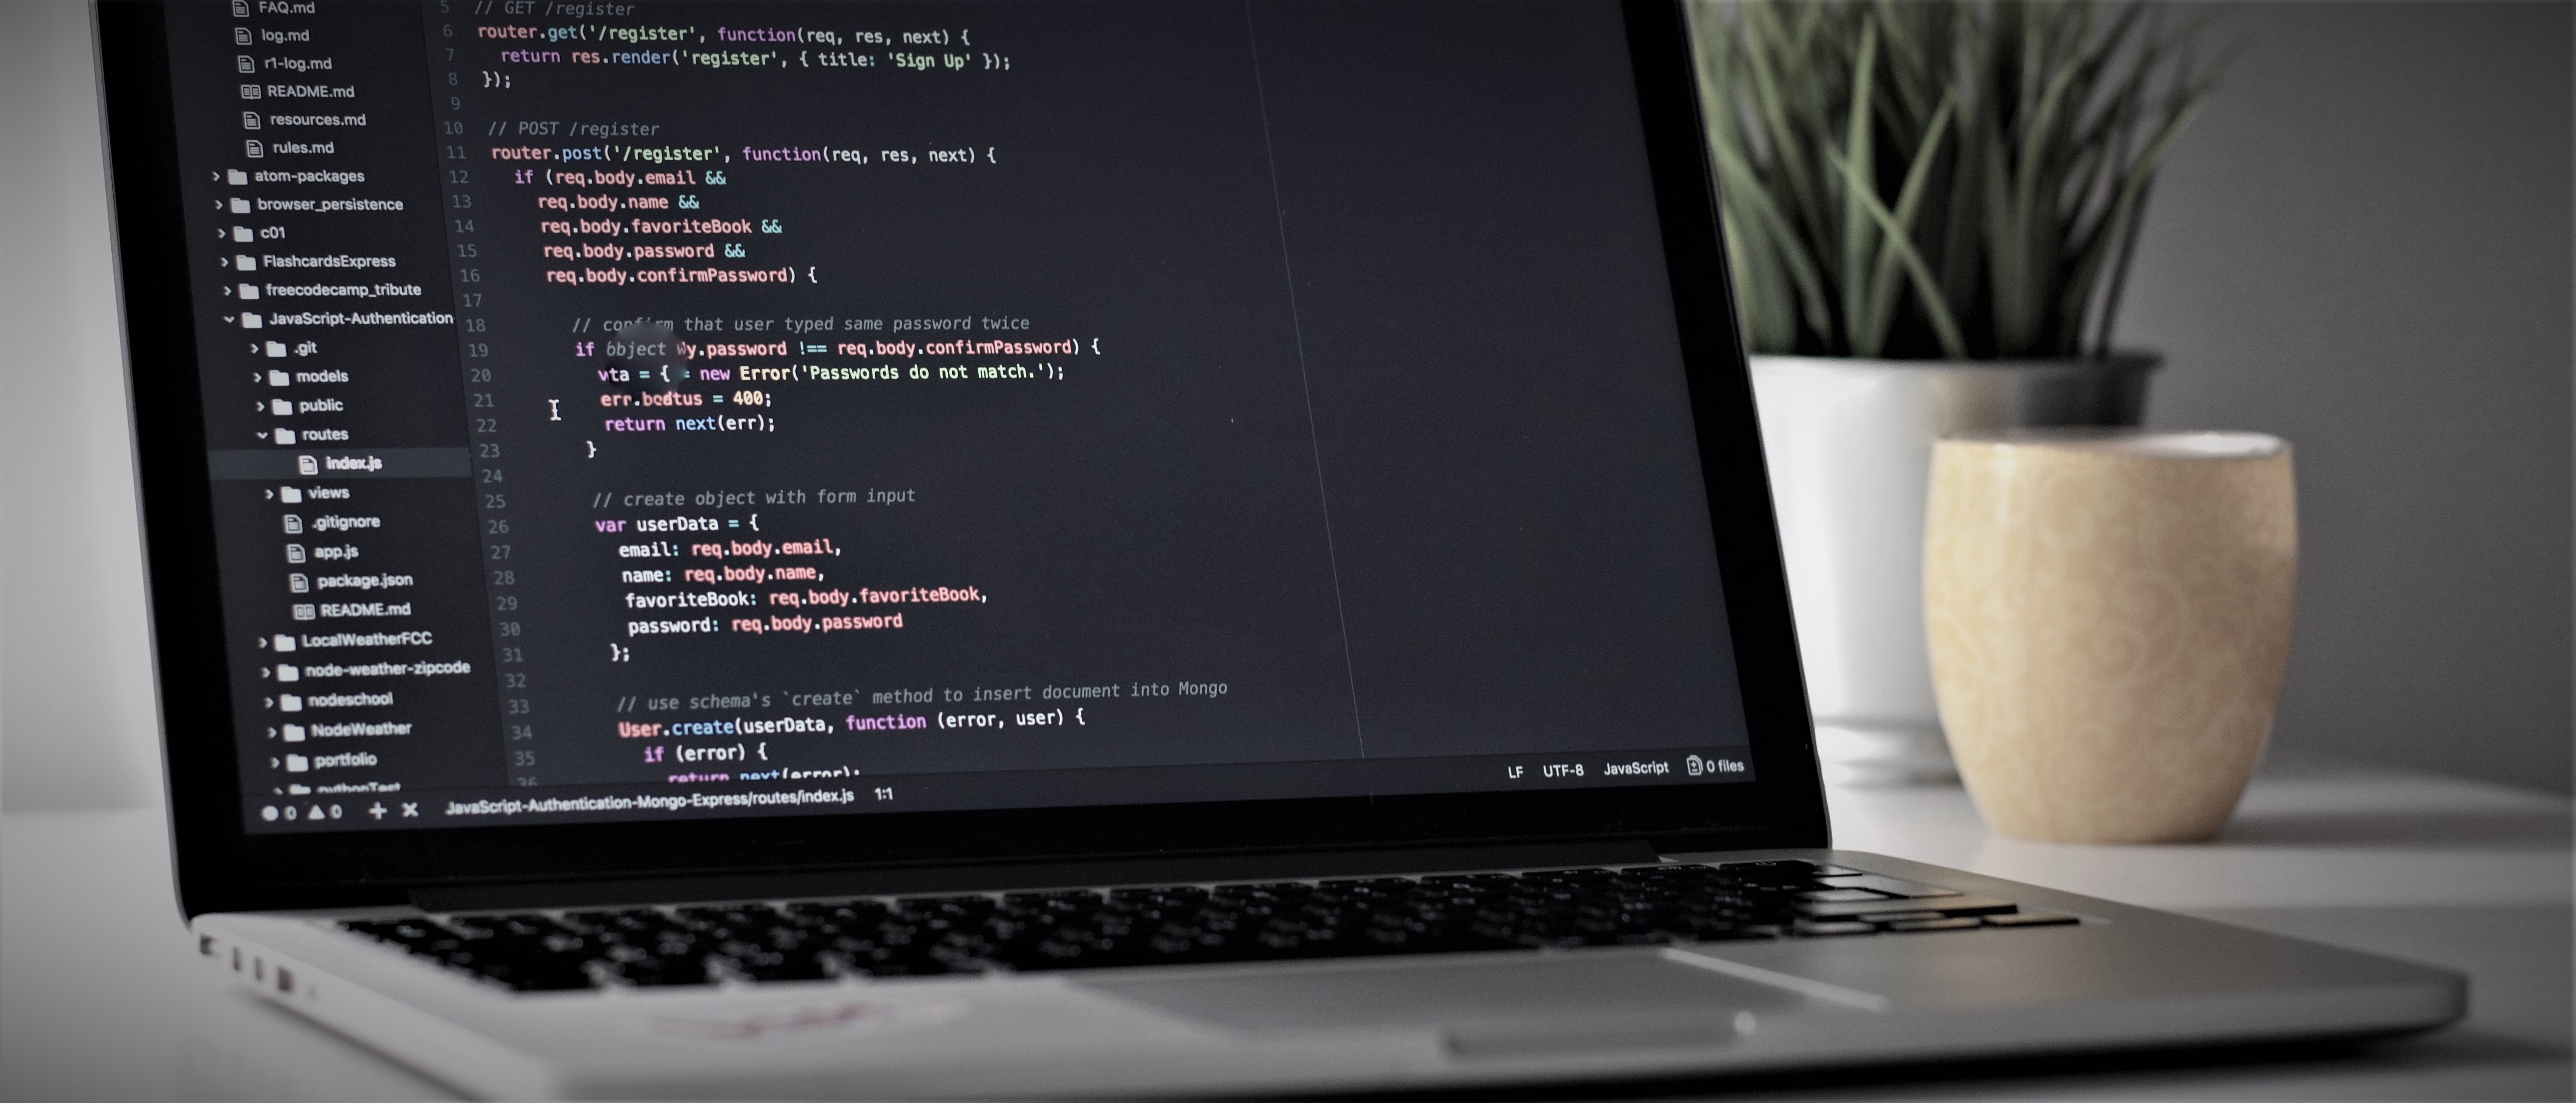 FAQ.md
log.md
r1-log.md
README.md
resources.md
rules.md
atom-packages
browser_persistence
c01
FlashcardsExpress
freecodecamp_tribute
JavaScript-Authentication-
.git
models
public
routes
index.js
views
.gitignore
app.js
package.json
README.md
LocalWeatherFCC
node-weather-zipcode
nodeschool
NodeWeather
portfolio
pythonTest
5 // GET /register
6 router.get('/register', function(req, res, next) {
7 return res.render('register', { title: 'Sign Up' });
8 });
9
10 // POST /register
11 router.post('/register', function(req, res, next) {
12 if (req.body.email &&
13 req.body.name &&
14 req.body.favoriteBook &&
15 req.body.password &&
16 req.body.confirmPassword) {
17
18 // confirm that user typed same password twice
19 if object y.password !== req.body.confirmPassword) {
20 vta = { = new Error('Passwords do not match.');
21 err.bodtus = 400;
22 return next(err);
23 }
24
25 // create object with form input
26 var userData = {
27 email: req.body.email,
28 name: req.body.name,
29 favoriteBook: req.body.favoriteBook,
30 password: req.body.password
31 };
32
33 // use schema's `create` method to insert document into Mongo
34 User.create(userData, function (error, user) {
35 if (error) {
36 return next(error);
0 0 JavaScript-Authentication-Mongo-Express/routes/index.js 1:1 LF UTF-8 JavaScript 0 files